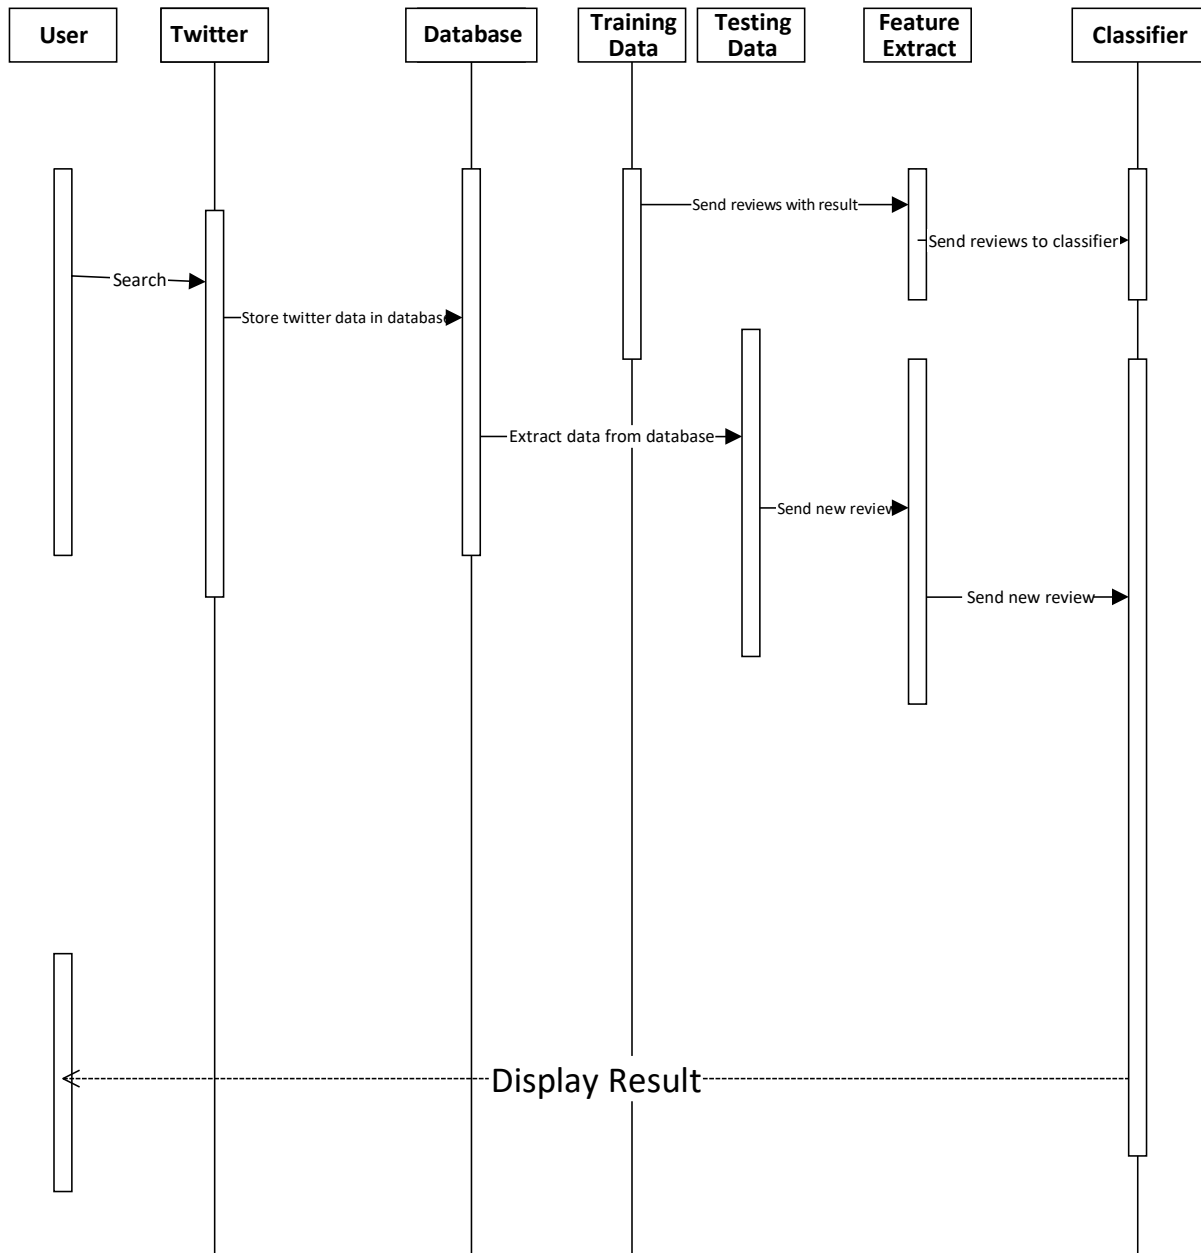 User
Twitter
Database
Training
Data
Testing
Data
Feature
Extract
Classifier
Send reviews with result
Send reviews to classifier
Search
Store twitter data in database
Extract data from database
Send new review
Send new review
Display Result